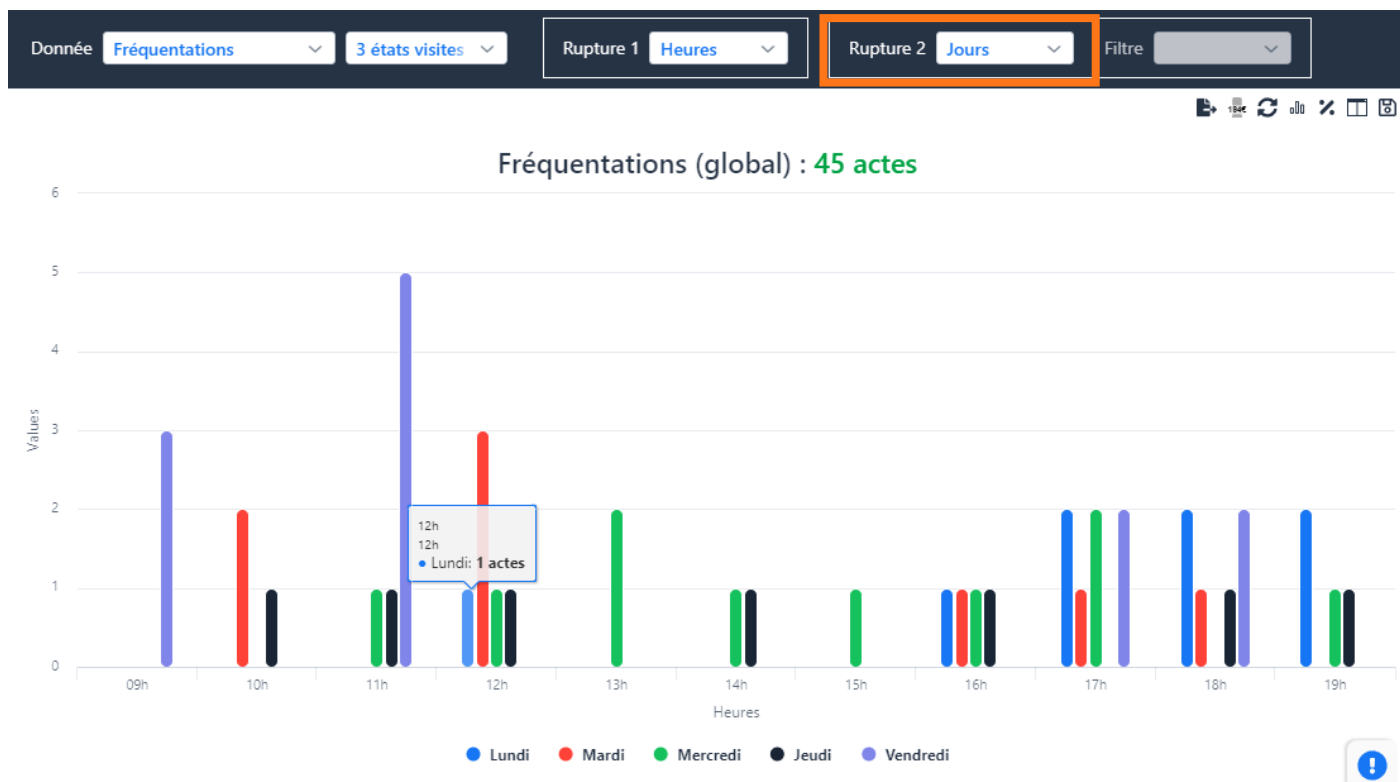 Donnée Fréquentations 3 états visites Rupture 1 Heures Rupture 2 Jours Filtre
184€
Fréquentations (global) : 45 actes
6
5
4
3
2
1
0
Values
12h
12h
Lundi: 1 actes
09h 10h 11h 12h 13h 14h 15h 16h 17h 18h 19h
Heures
Lundi Mardi Mercredi Jeudi Vendredi